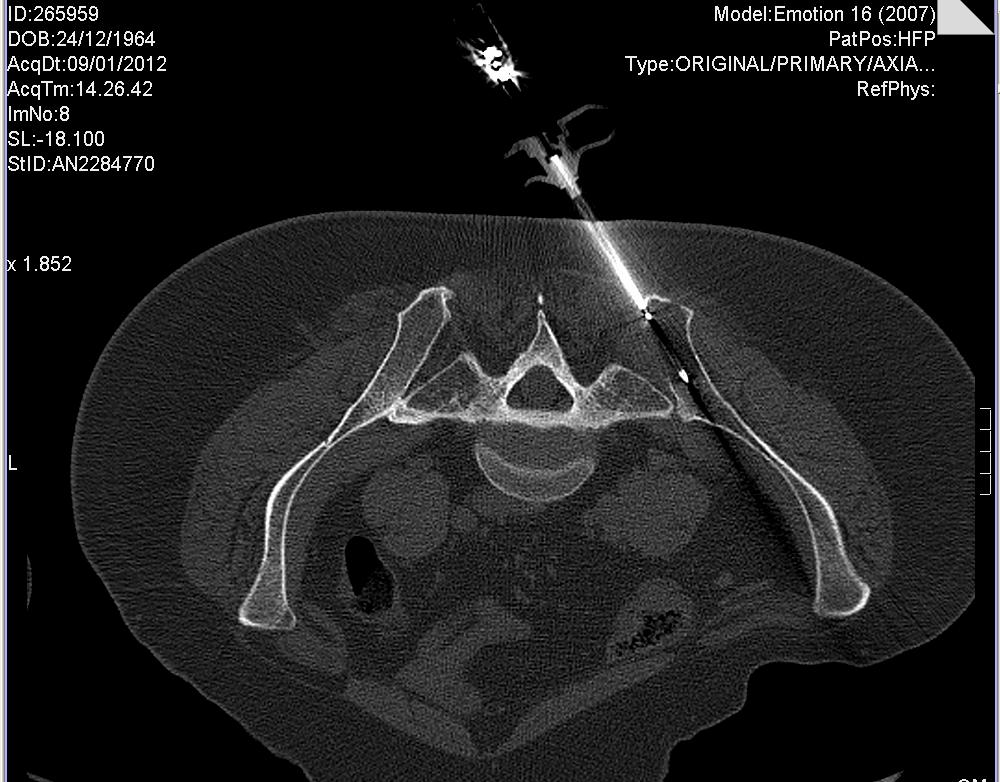 ID:265959
DOB:24/12/1964
AcqDt:09/01/2012
AcqTm:14.26.42
ImNo:8
SL:-18.100
StID:AN2284770
Model:Emotion 16 (2007)
PatPos:HFP
Type:ORIGINAL/PRIMARY/AXIA...
RefPhys:
x 1.852
L